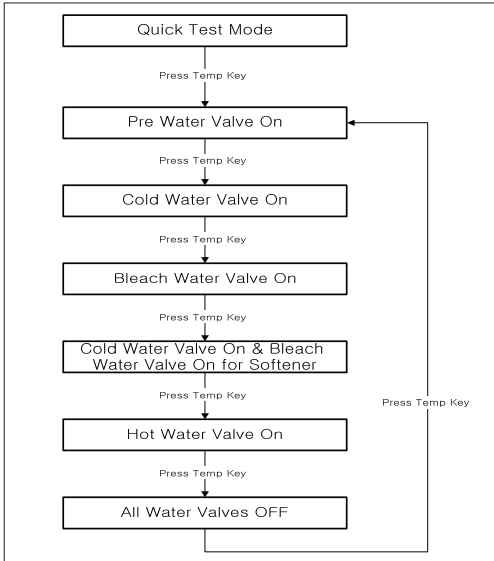 Quick Test Mode
Press Temp Key
Pre Water Valve On
Press Temp Key
Cold Water Valve On
Press Temp Key
Bleach Water Valve On
Press Temp Key
Cold Water Valve On & Bleach
Water Valve On for Softener
Press Temp Key
Press Temp Key
Hot Water Valve On
Press Temp Key
All Water Valves OFF